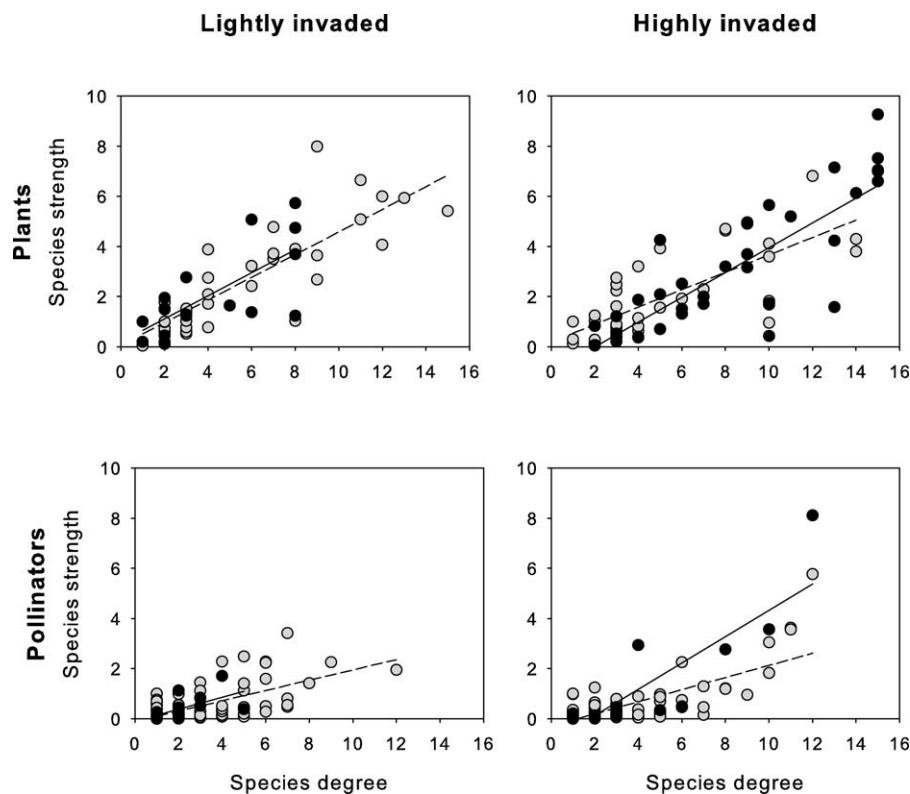 Lightly invaded
Highly invaded
Plants
Species strength
10
8
6
4
2
0
0 2 4 6 8 10 12 14 16
10
8
6
4
2
0
0 2 4 6 8 10 12 14 16
Pollinators
Species strength
10
8
6
4
2
0
0 2 4 6 8 10 12 14 16
Species degree
10
8
6
4
2
0
0 2 4 6 8 10 12 14 16
Species degree